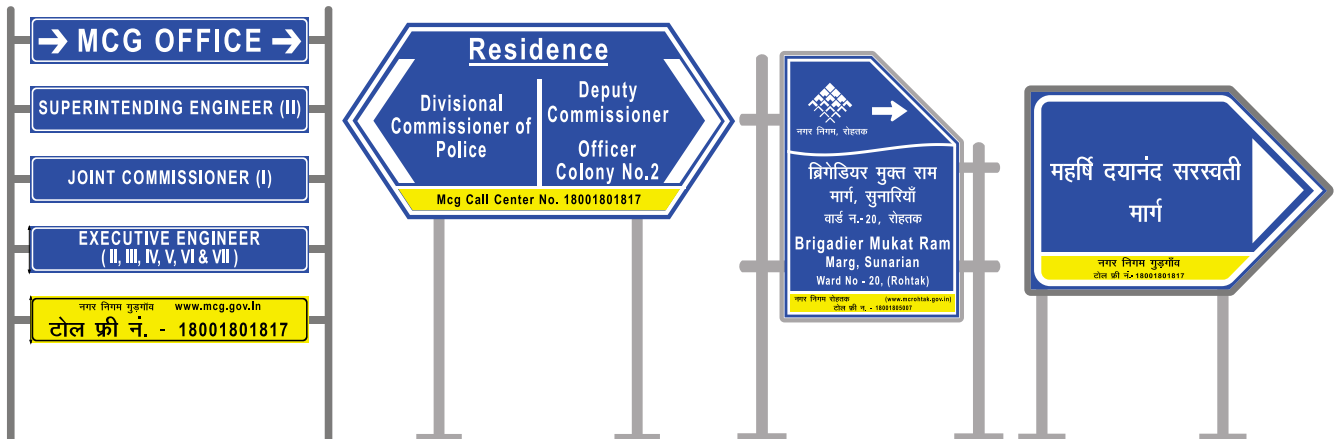 → MCG OFFICE →
SUPERINTENDING ENGINEER (II)
JOINT COMMISSIONER (I)
EXECUTIVE ENGINEER
( II, III, IV, V, VI & VII )
नगर निगम गुड़गाँव www.mcg.gov.in
टोल फ्री नं. - 18001801817
Residence
Divisional
Commissioner of
Police
Deputy
Commissioner
Officer
Colony No.2
Mcg Call Center No. 18001801817
नगर निगम, रोहतक
ब्रिगेडियर मुक्त राम
मार्ग, सुनारियाँ
वार्ड न.-20, रोहतक
Brigadier Mukat Ram
Marg, Sunarian
Ward No - 20, (Rohtak)
नगर निगम रोहतक (www.mcrohtak.gov.in)
टोल फ्री न. - 18001805007
महर्षि दयानंद सरस्वती
मार्ग
नगर निगम गुड़गाँव
टोल फ्री नं.- 18001801817